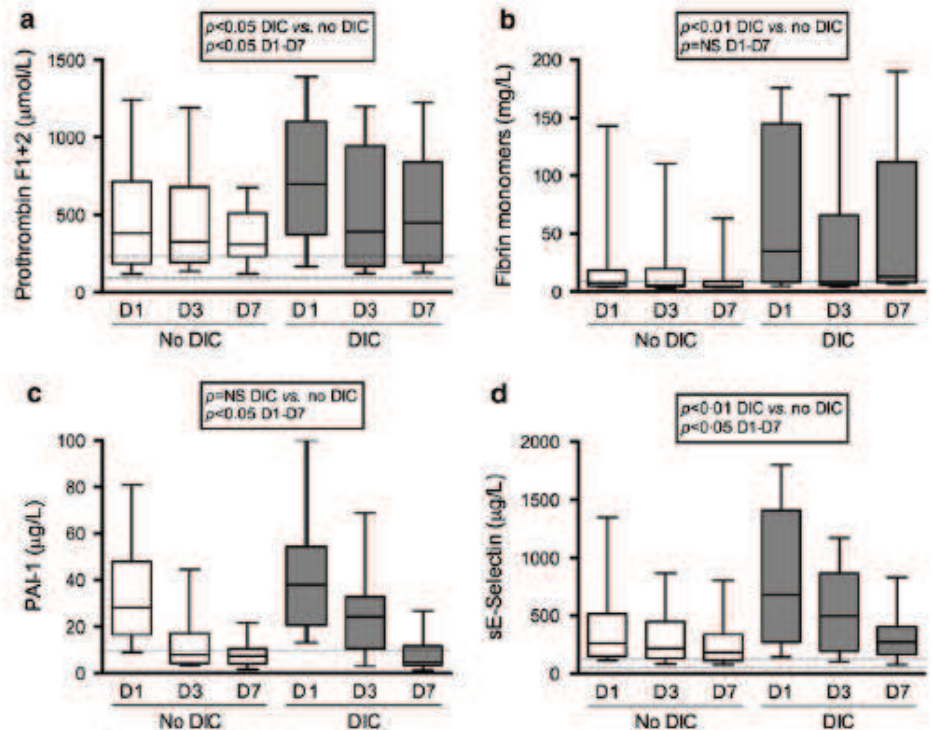 a
p<0.05 DIC vs. no DIC
p<0.05 D1-D7
Prothrombin F1+2 (µmol/L)
1500
1000
500
0
D1 D3 D7 D1 D3 D7
No DIC DIC
b
p<0.01 DIC vs. no DIC
p=NS D1-D7
Fibrin monomers (mg/L)
200
150
100
50
0
D1 D3 D7 D1 D3 D7
No DIC DIC
c
p=NS DIC vs. no DIC
p<0.05 D1-D7
PAI-1 (µg/L)
100
80
60
40
20
0
D1 D3 D7 D1 D3 D7
No DIC DIC
d
p<0·01 DIC vs. no DIC
p<0·05 D1-D7
sE-Selectin (µg/L)
2000
1500
1000
500
0
D1 D3 D7 D1 D3 D7
No DIC DIC